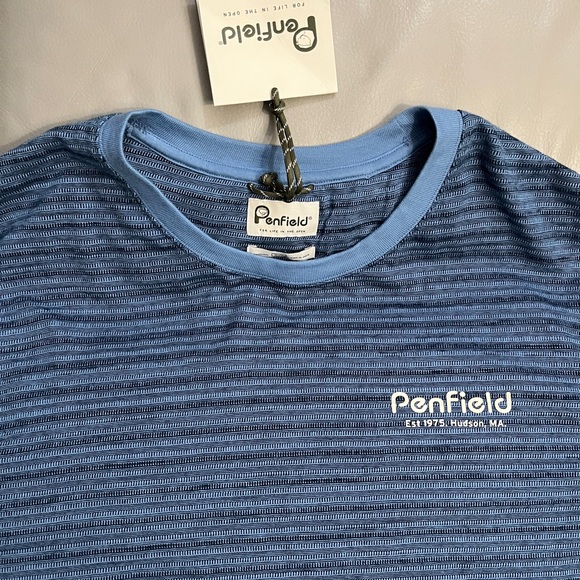 Penfield
FOR LIFE IN THE OPEN
Penfield®
FOR LIFE IN THE OPEN
Penfield
Est 1975. Hudson, MA.